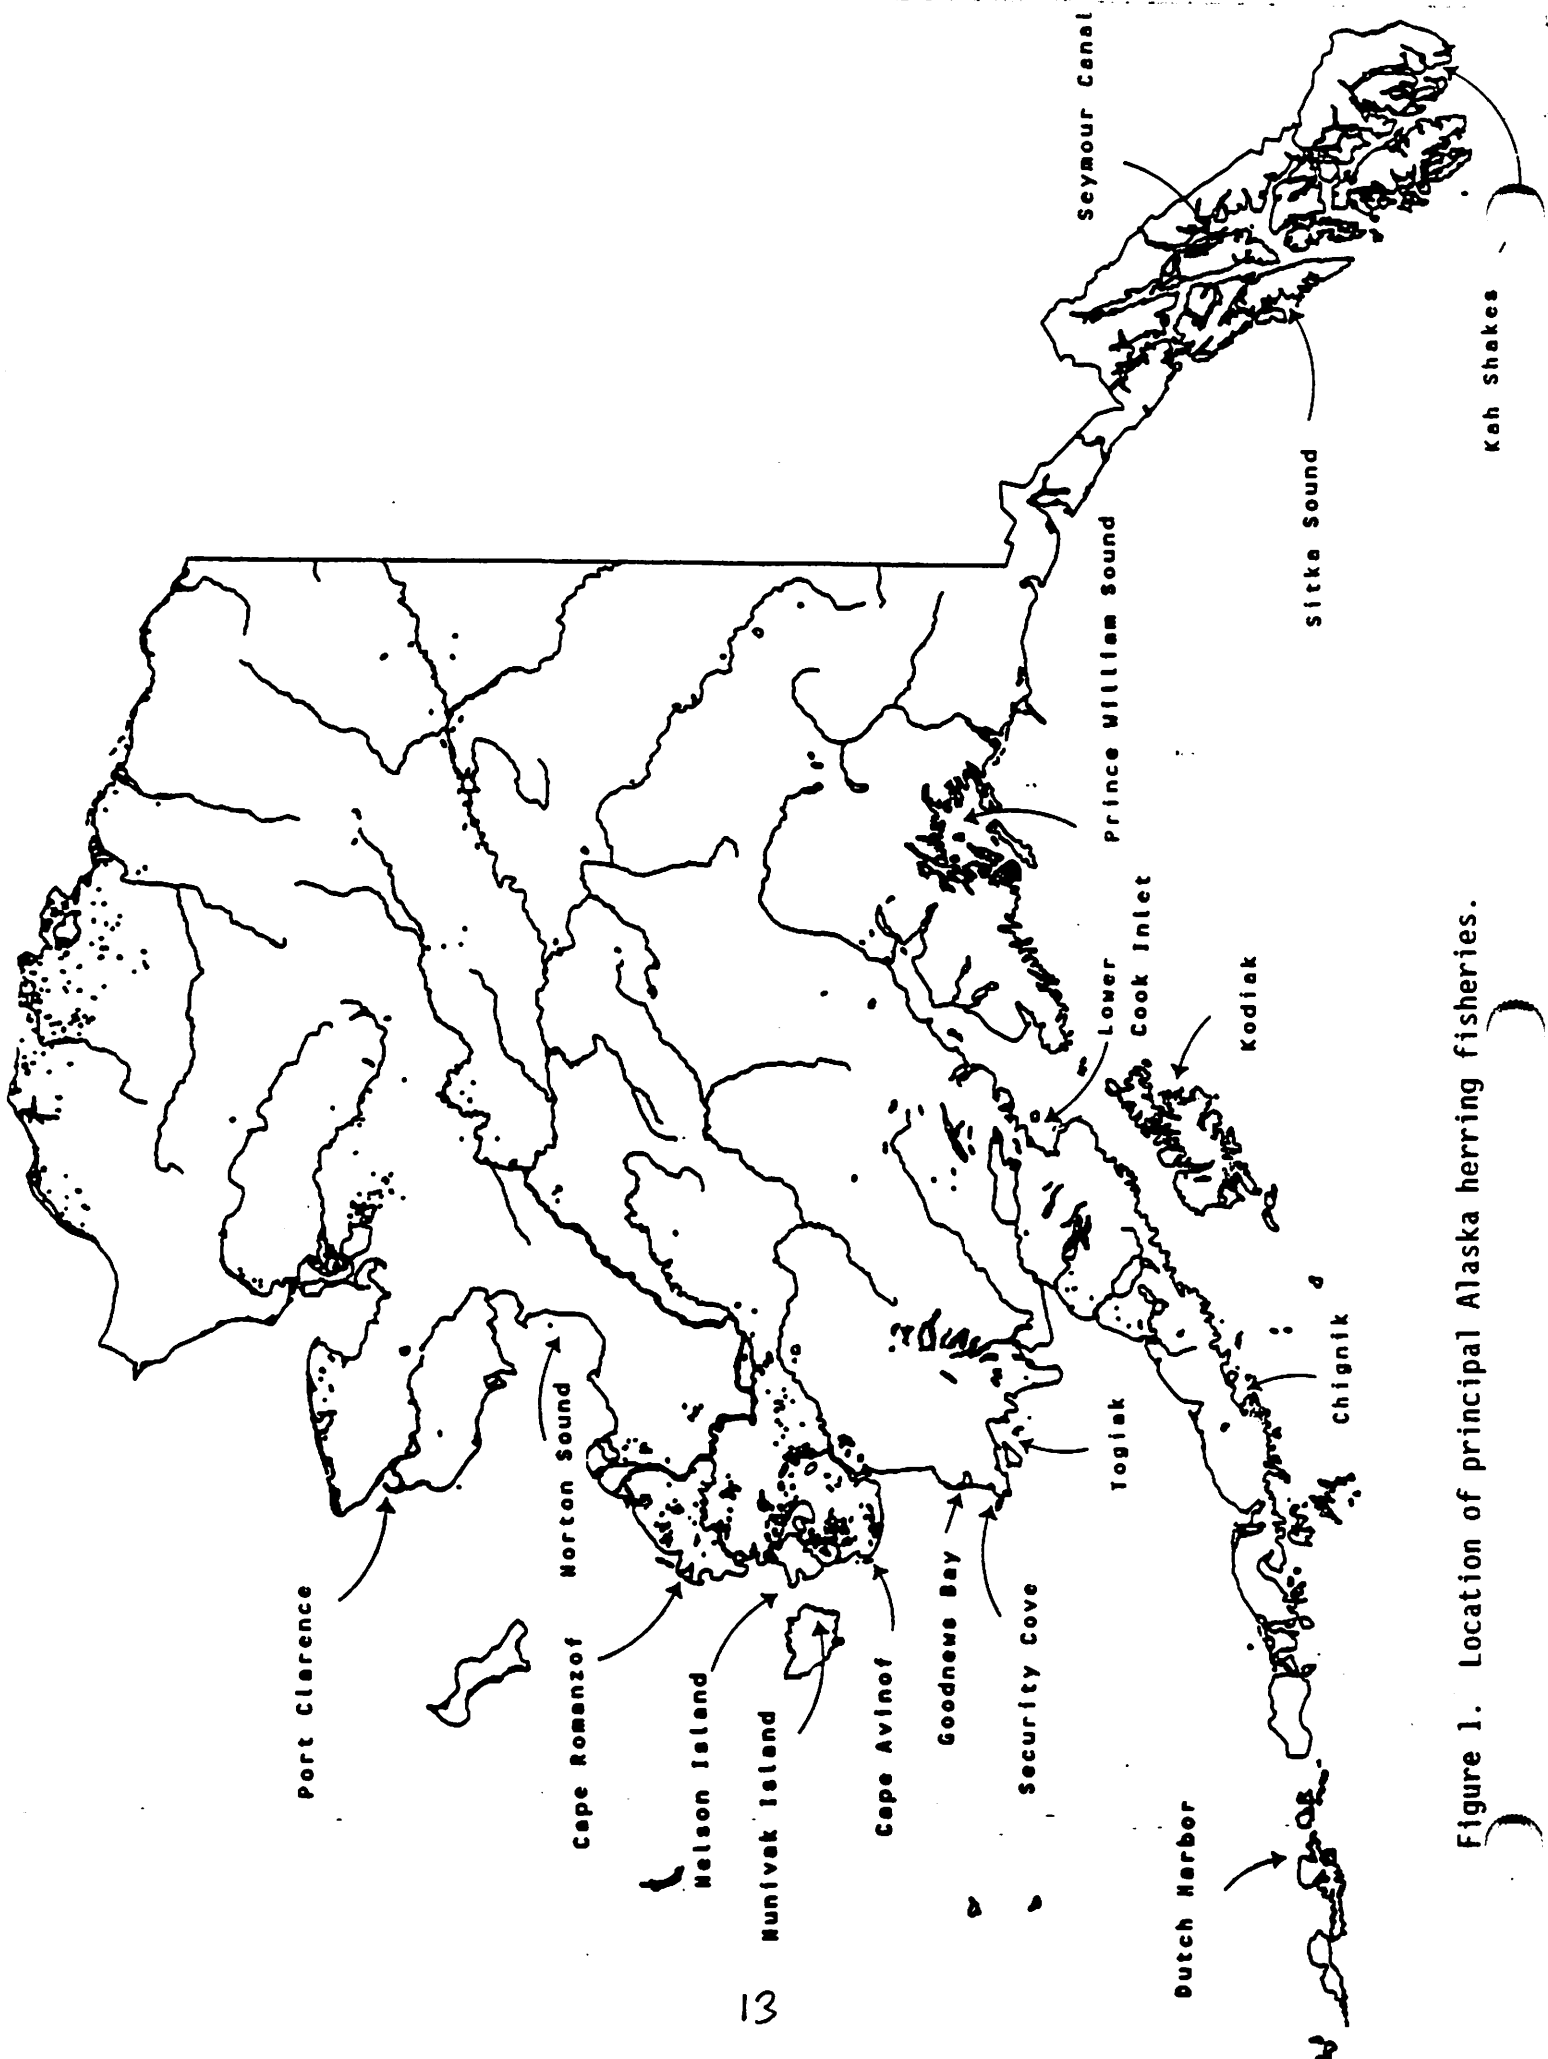 Port Clarence
Norton Sound
Cape Romanzof
Nelson Island
Nunivak Island
Cape Avinof
Goodnews Bay
Security Cove
Togiak
Dutch Harbor
Chignik
Kodiak
Lower
Cook Inlet
Prince William Sound
Sitka Sound
Seymour Canal
Kah Shakes
Figure 1. Location of principal Alaska herring fisheries.
13